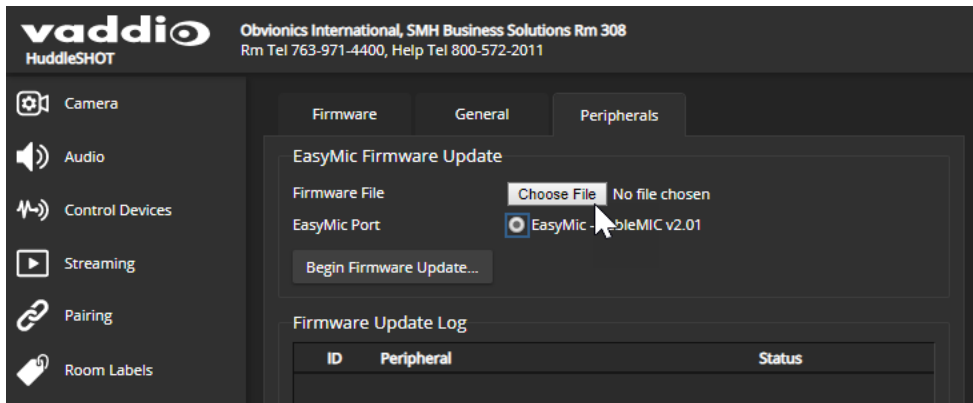 vaddio
HuddleSHOT
Obvionics International, SMH Business Solutions Rm 308
Rm Tel 763-971-4400, Help Tel 800-572-2011
Camera
Audio
Control Devices
Streaming
Pairing
Room Labels
Firmware General Peripherals
EasyMic Firmware Update
Firmware File Choose File No file chosen
EasyMic Port EasyMic - v2.01
Begin Firmware Update...
Firmware Update Log
ID Peripheral Status